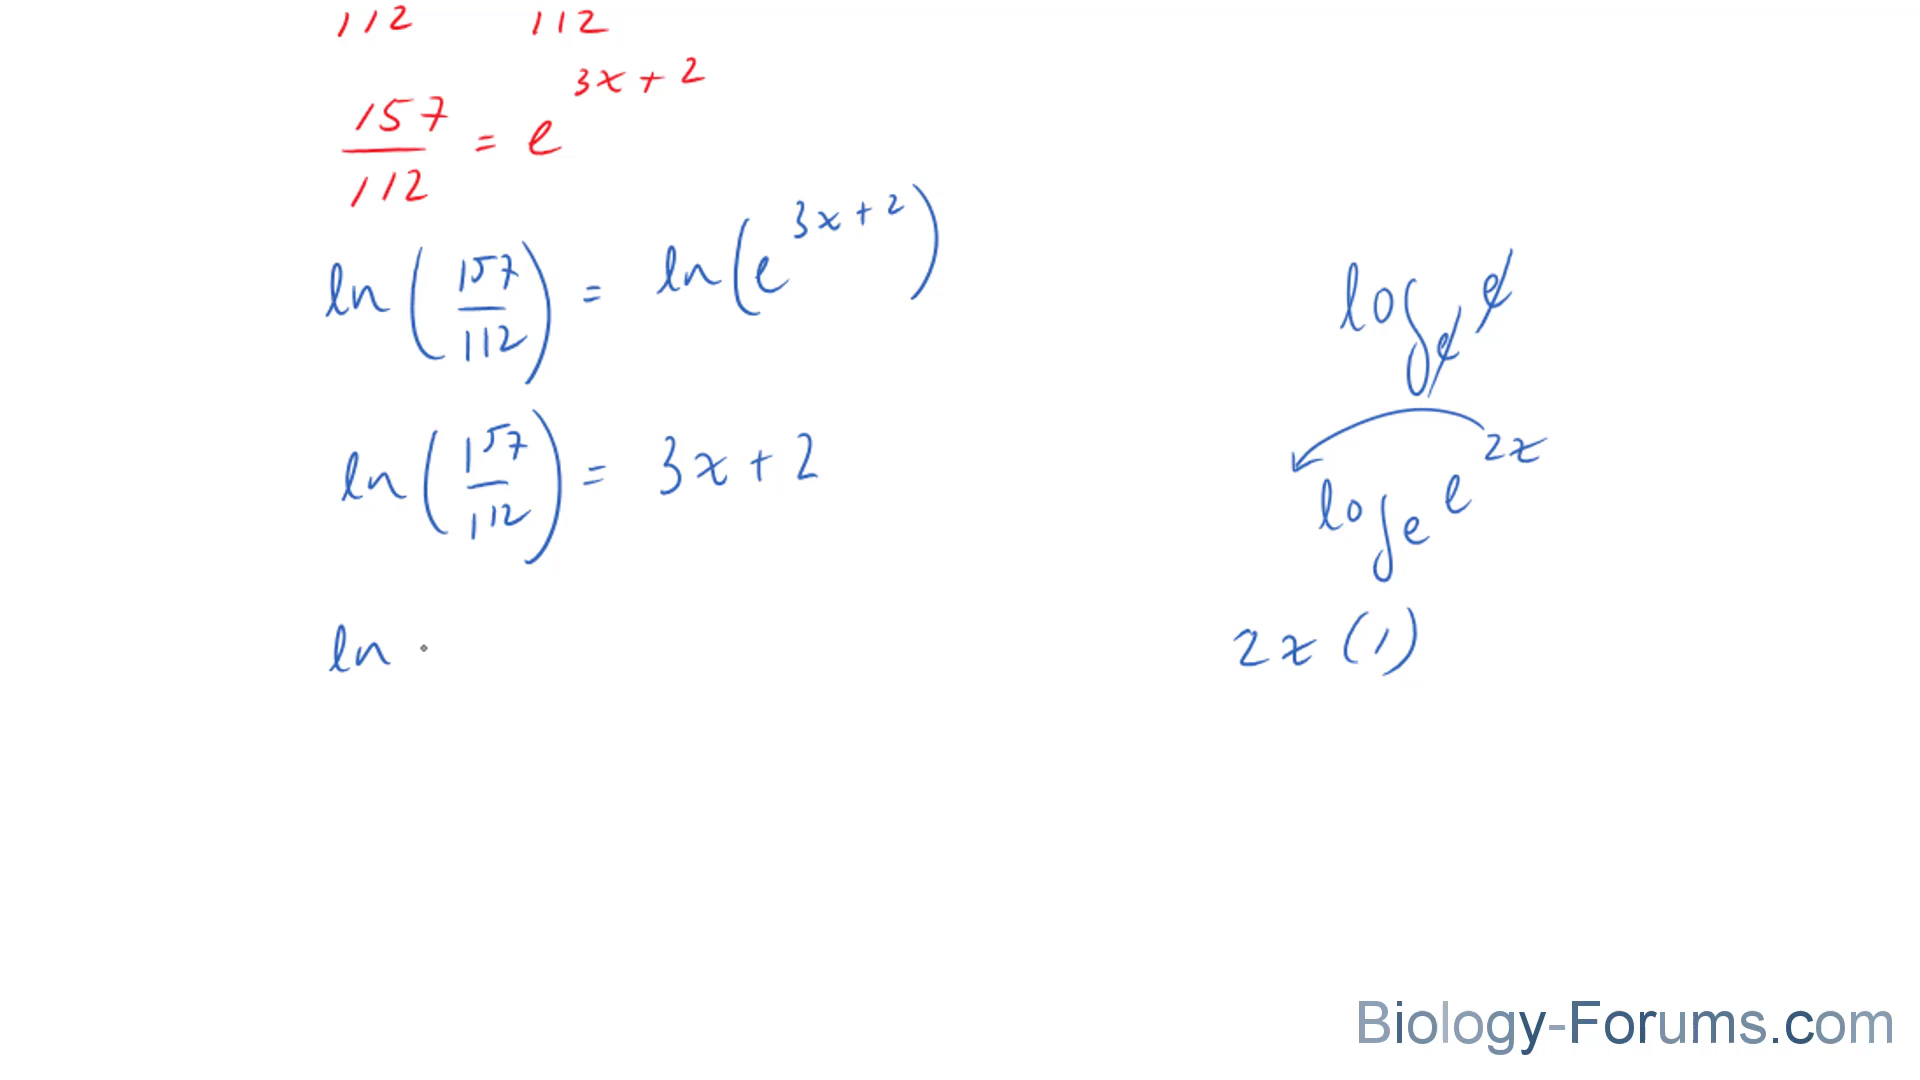 112 112
157/112 = e^(3x + 2)
ln(157/112) = ln(e^(3x + 2))
ln(157/112) = 3x + 2
ln
log_e e
log_e e^(2x)
2x (1)
Biology-Forums.com